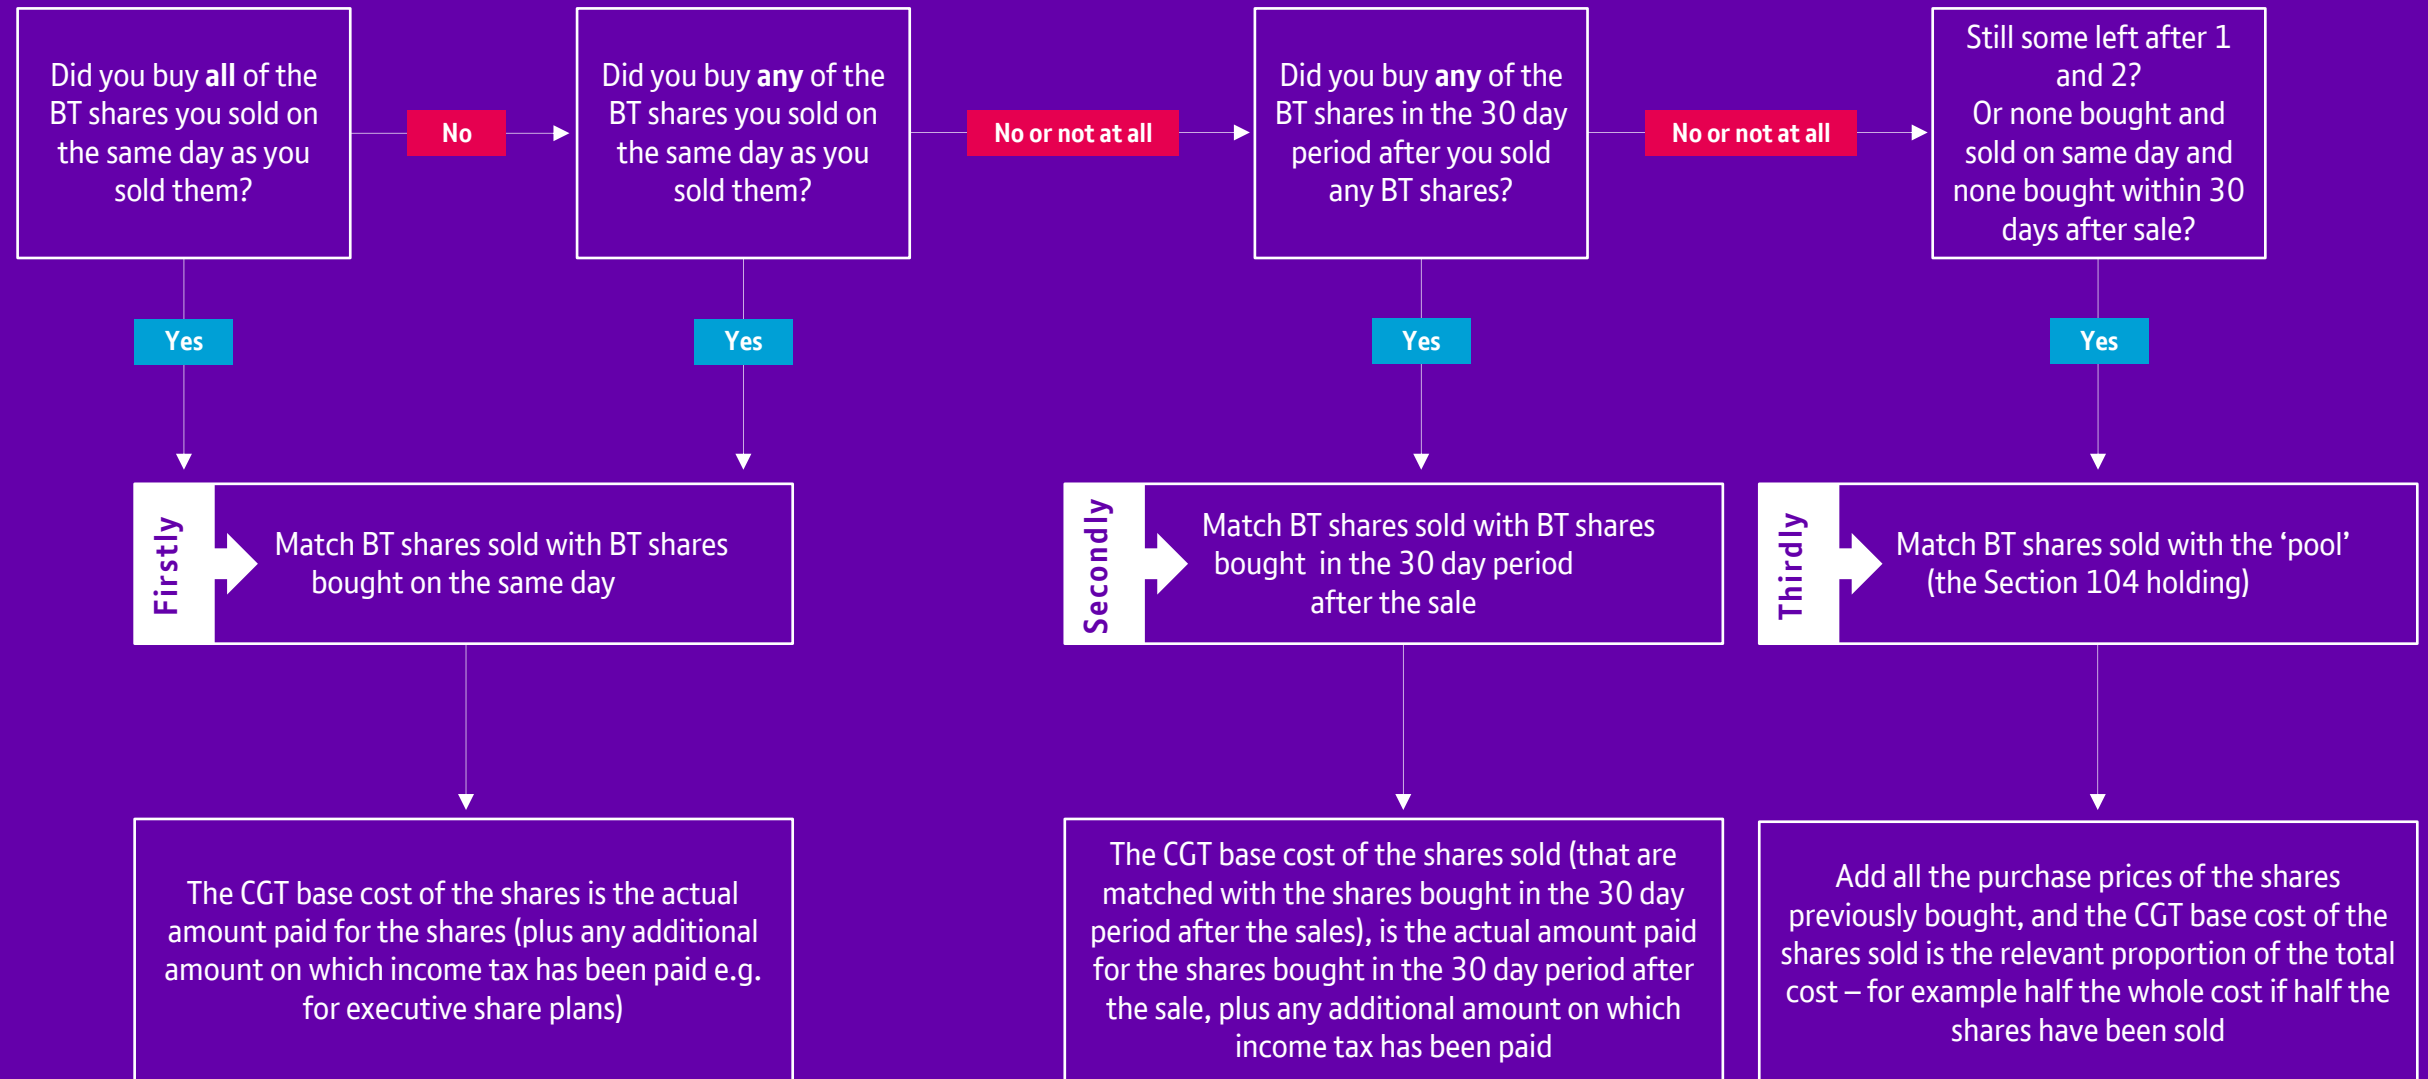 Did you buy all of the
BT shares you sold on
the same day as you
sold them?
No
Did you buy any of the
BT shares you sold on
the same day as you
sold them?
No or not at all
Did you buy any of the
BT shares in the 30 day
period after you sold
any BT shares?
No or not at all
Still some left after 1
and 2?
Or none bought and
sold on same day and
none bought within 30
days after sale?
Yes
Yes
Yes
Yes
Firstly
Match BT shares sold with BT shares
bought on the same day
Secondly
Match BT shares sold with BT shares
bought in the 30 day period
after the sale
Thirdly
Match BT shares sold with the ‘pool’
(the Section 104 holding)
The CGT base cost of the shares is the actual
amount paid for the shares (plus any additional
amount on which income tax has been paid e.g.
for executive share plans)
The CGT base cost of the shares sold (that are
matched with the shares bought in the 30 day
period after the sales), is the actual amount paid
for the shares bought in the 30 day period after
the sale, plus any additional amount on which
income tax has been paid
Add all the purchase prices of the shares
previously bought, and the CGT base cost of the
shares sold is the relevant proportion of the total
cost – for example half the whole cost if half the
shares have been sold